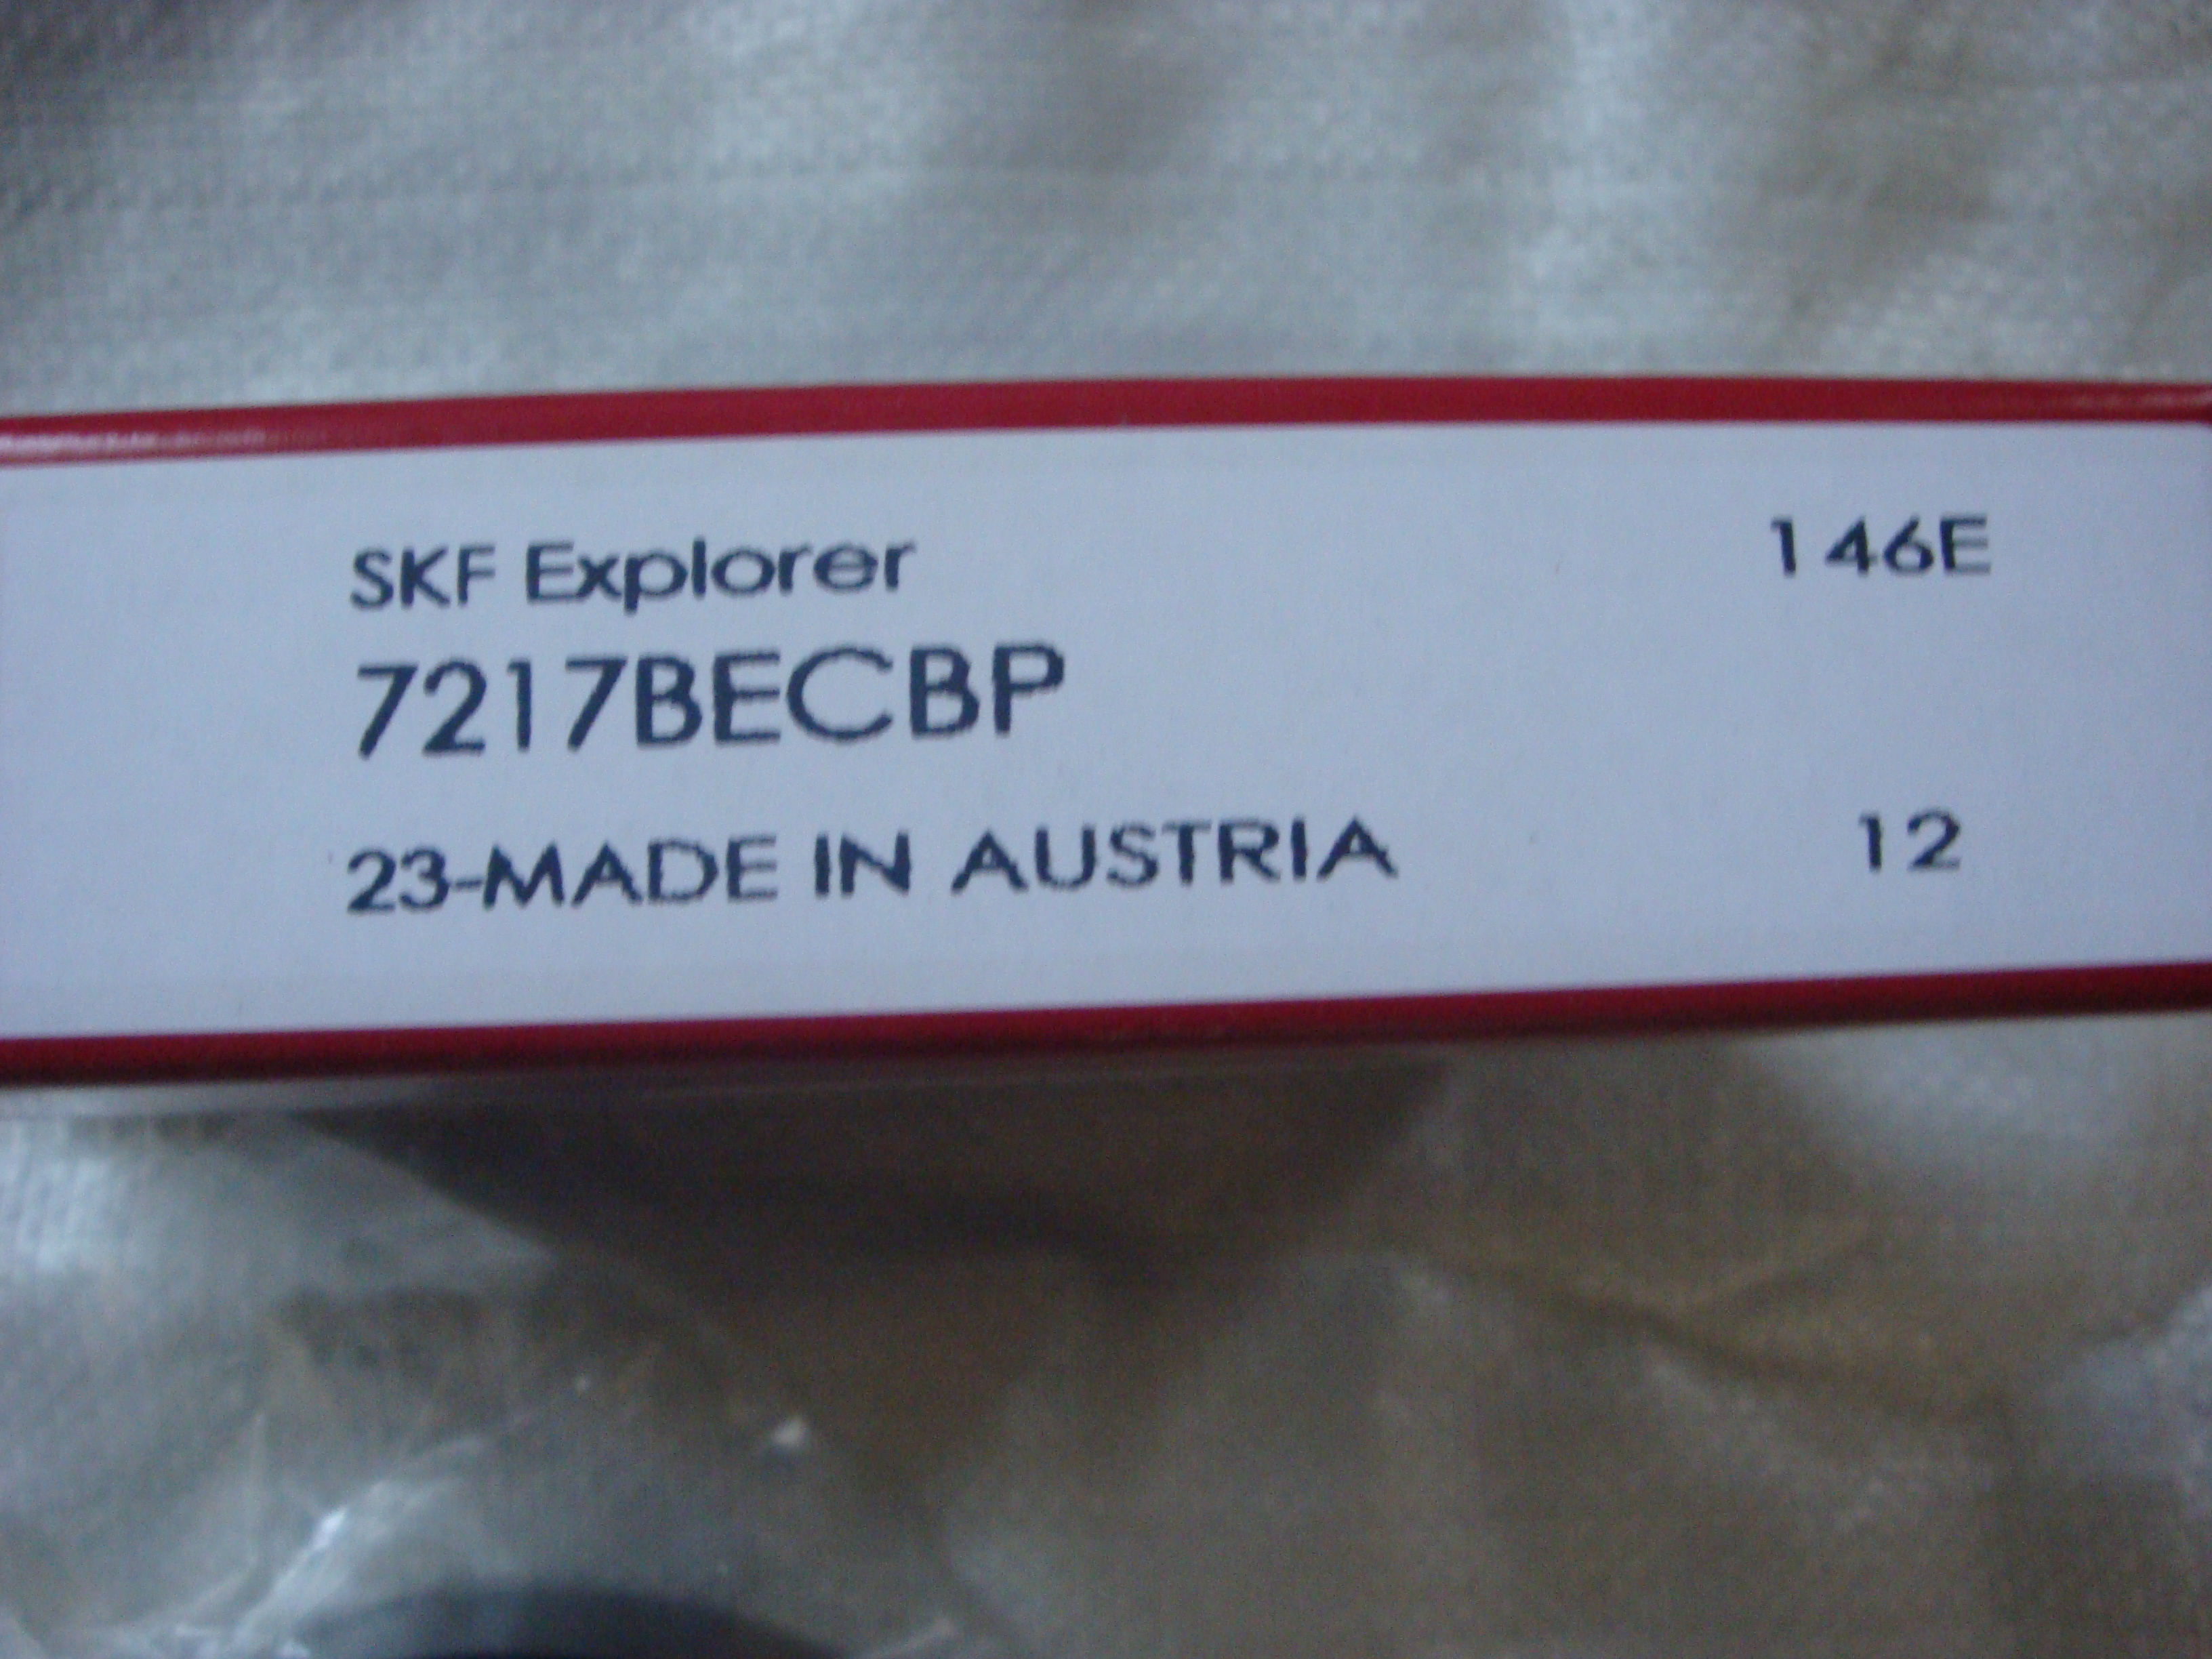 SKF Explorer 146E
7217BECBP
23-MADE IN AUSTRIA 12